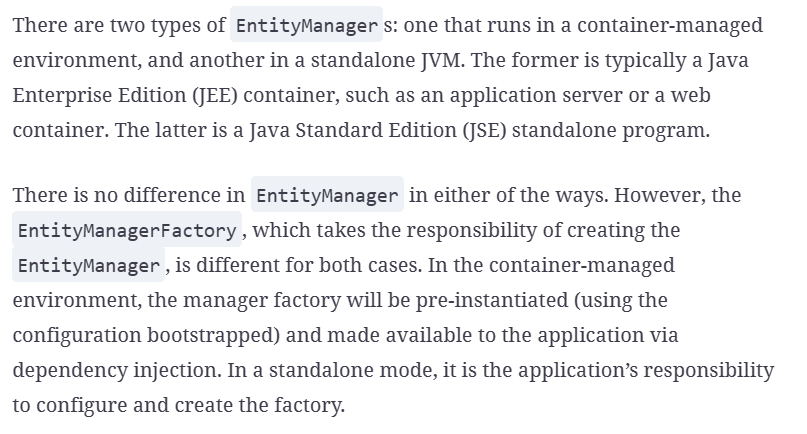 There are two types of EntityManager s: one that runs in a container-managed
environment, and another in a standalone JVM. The former is typically a Java
Enterprise Edition (JEE) container, such as an application server or a web
container. The latter is a Java Standard Edition (JSE) standalone program.
There is no difference in EntityManager in either of the ways. However, the
EntityManagerFactory, which takes the responsibility of creating the
EntityManager, is different for both cases. In the container-managed
environment, the manager factory will be pre-instantiated (using the
configuration bootstrapped) and made available to the application via
dependency injection. In a standalone mode, it is the application’s responsibility
to configure and create the factory.